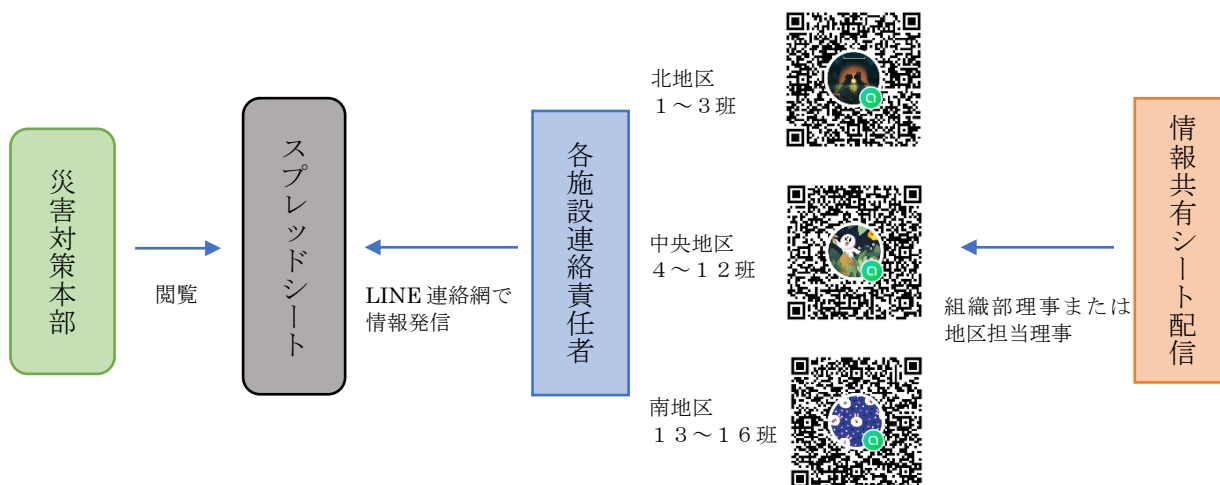 災害対策本部
閲覧
スプレッドシート
LINE 連絡網で
情報発信
各施設連絡責任者
北地区
１～３班
中央地区
４～１２班
南地区
１３～１６班
組織部理事または
地区担当理事
情報共有シート配信